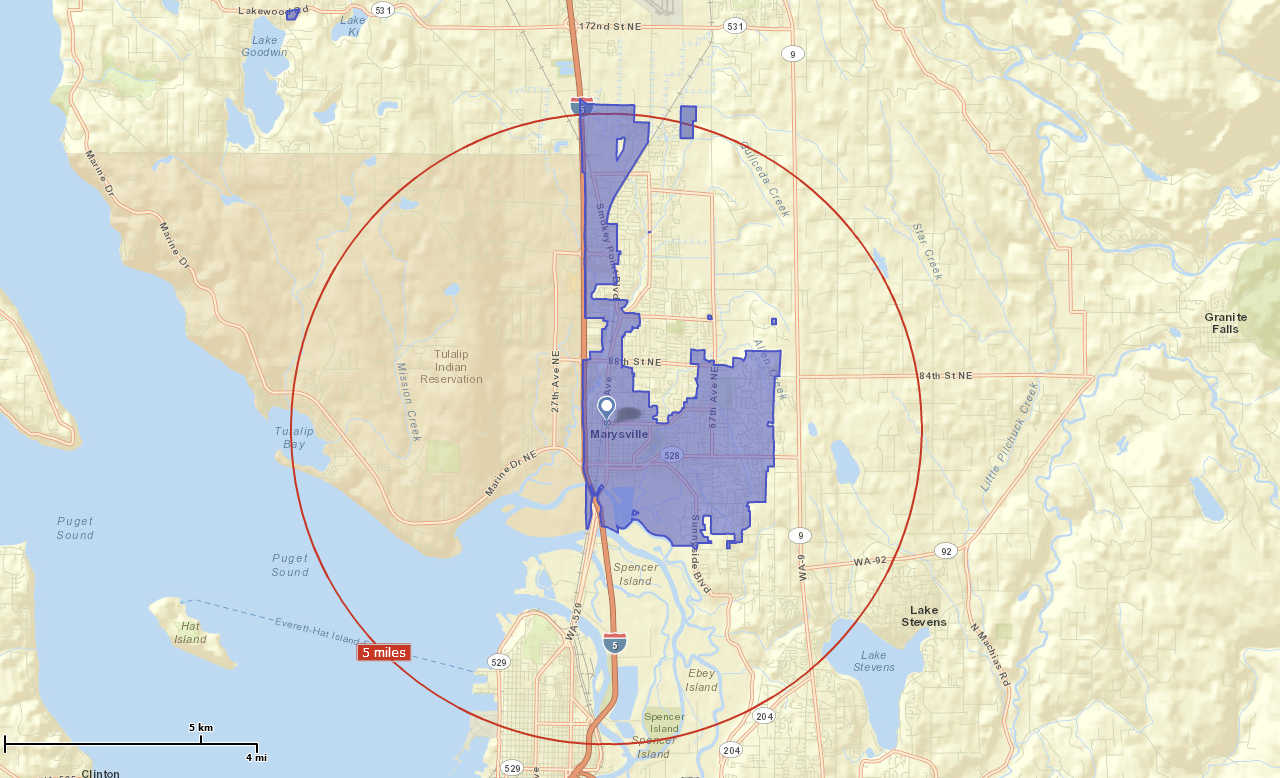 Lakewood Rd
531
Lake
Ki
Lake
Goodwin
172nd St NE
531
9
5
Marine Dr
Quilceda Creek
Marine Dr
Smokey Point Blvd
Star Creek
Granite
Falls
Tulalip
Indian
Reservation
Mission Creek
27th Ave NE
88th St NE
Allen Creek
67th Ave NE
84th St NE
Little Pilchuck Creek
Tulalip
Bay
Marysville
528
Marine Dr NE
Puget
Sound
Puget
Sound
Spencer
Island
Sunnyside Blvd
WA-9
9
WA-92
92
Hat
Island
Everett-Hat Island
5 miles
WA-529
5
529
Lake
Stevens
Lake
Stevens
N Machias Rd
Ebey
Island
Spencer
Island
Spencer
Island
204
204
5 km
4 mi
529
Clinton